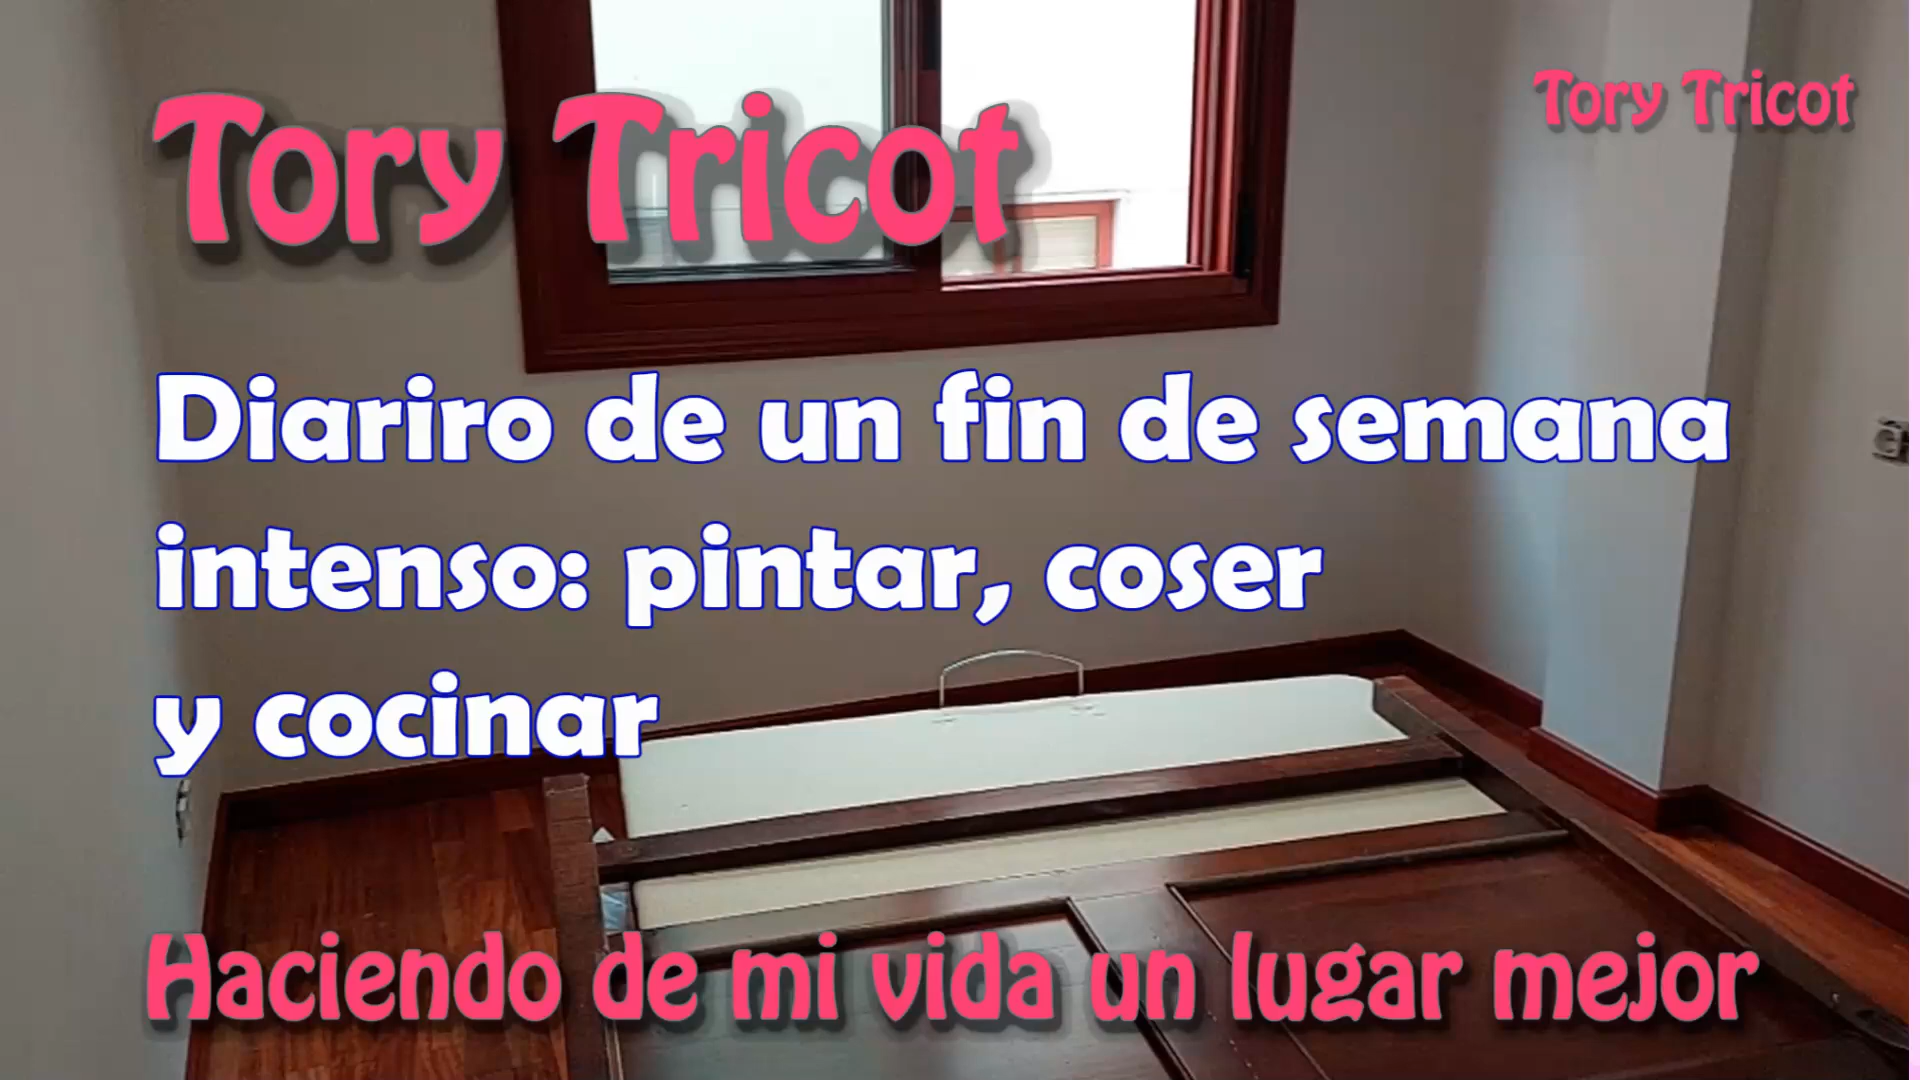 Tory Tricot
Tory Tricot
Diariro de un fin de semana
intenso: pintar, coser
y cocinar
Haciendo de mi vida un lugar mejor